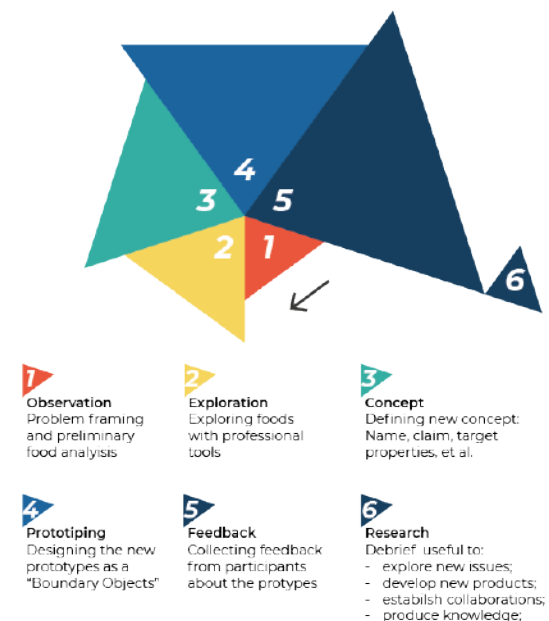 4
3
5
2
1
6
1
Observation
Problem framing
and preliminary
food analyisis
2
Exploration
Exploring foods
with professional
tools
3
Concept
Defining new concept:
Name, claim, target
properties, et al.
4
Prototiping
Designing the new
prototypes as a
“Boundary Objects”
5
Feedback
Collecting feedback
from participants
about the protypes
6
Research
Debrief useful to:
- explore new issues;
- develop new products;
- estabilsh collaborations;
- produce knowledge;